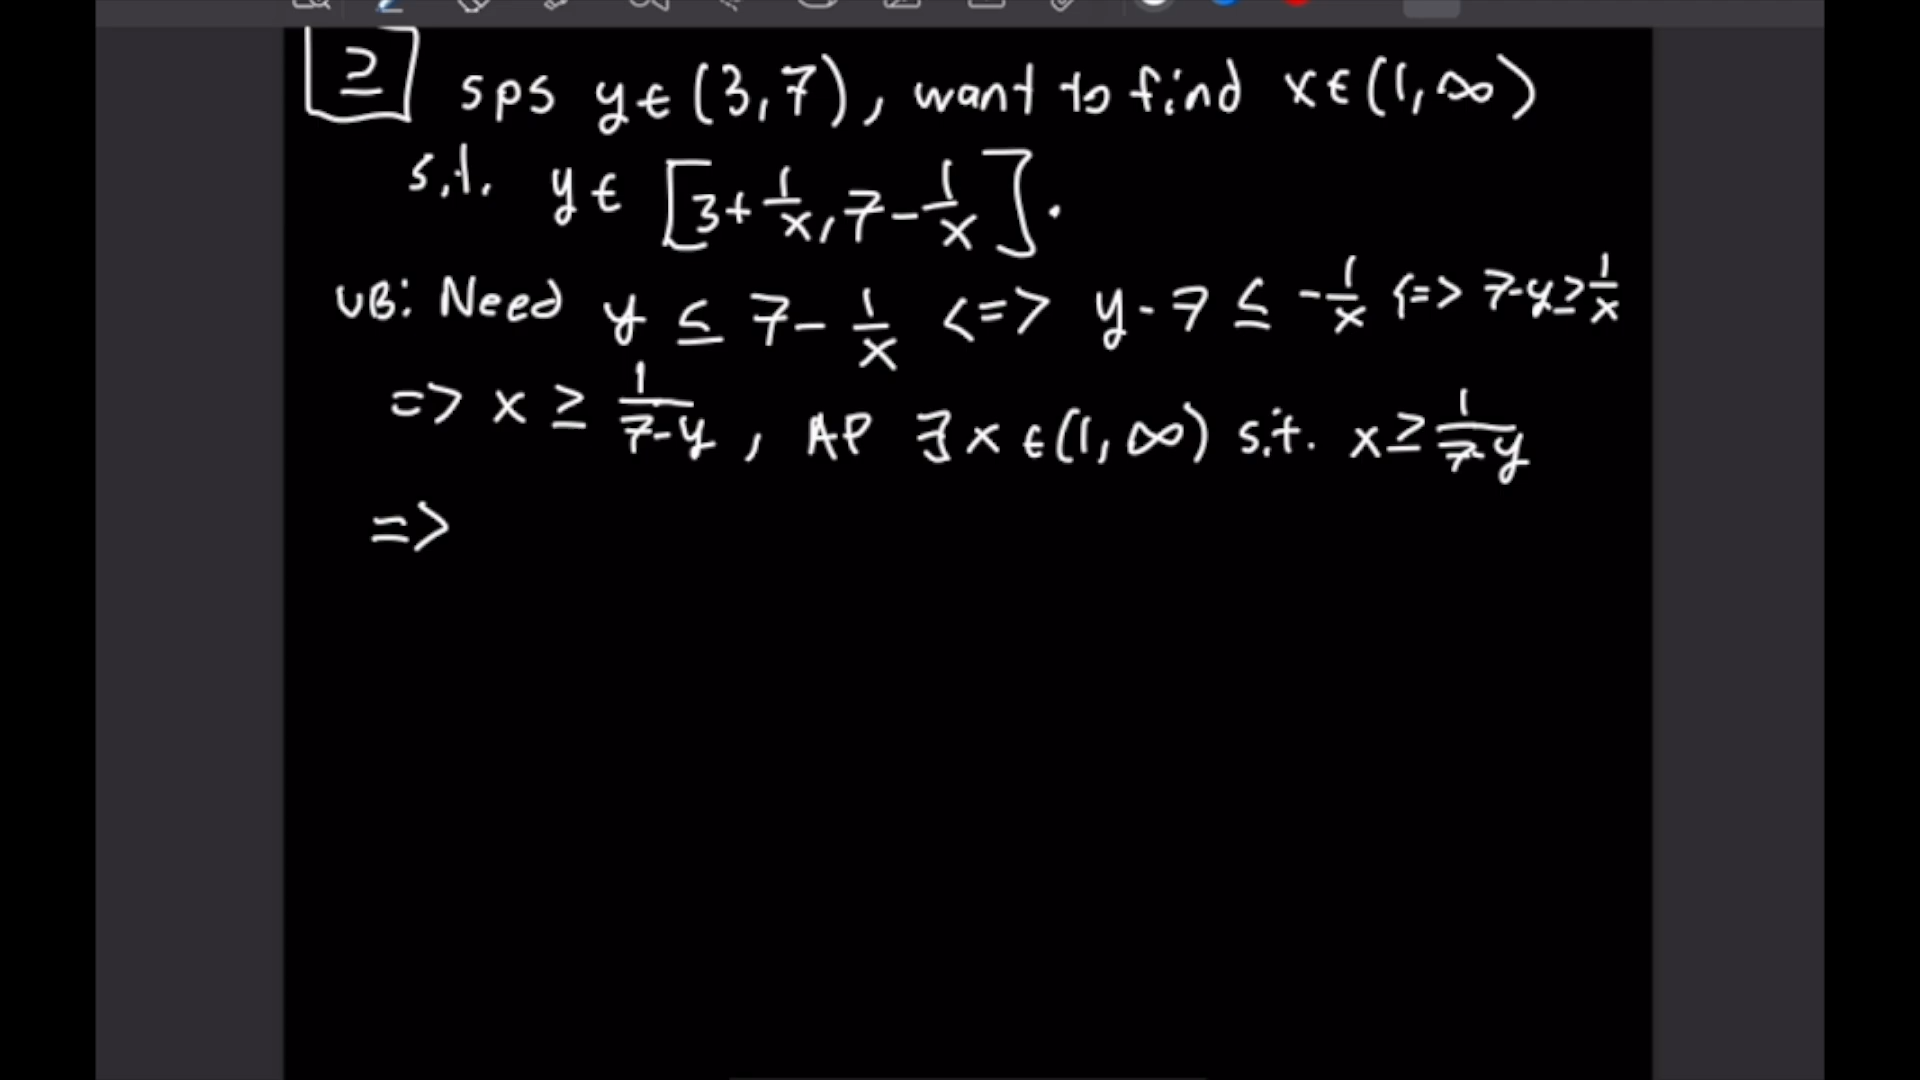 ≥ sps y∈(3,7), want to find x∈(1,∞)
s.t. y∈ [3+1/x, 7-1/x].
UB: Need y ≤ 7-1/x <=> y-7 ≤ -1/x <=> 7-y≥1/x
=> x ≥ 1/(7-y), AP ∃x∈(1,∞) s.t. x≥1/(7-y)
=>